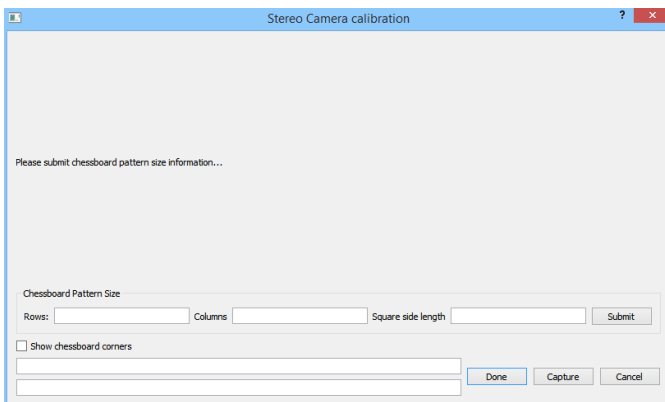 Stereo Camera calibration
?
Please submit chessboard pattern size information...
Chessboard Pattern Size
Rows: Columns Square side length Submit
Show chessboard corners
Done Capture Cancel